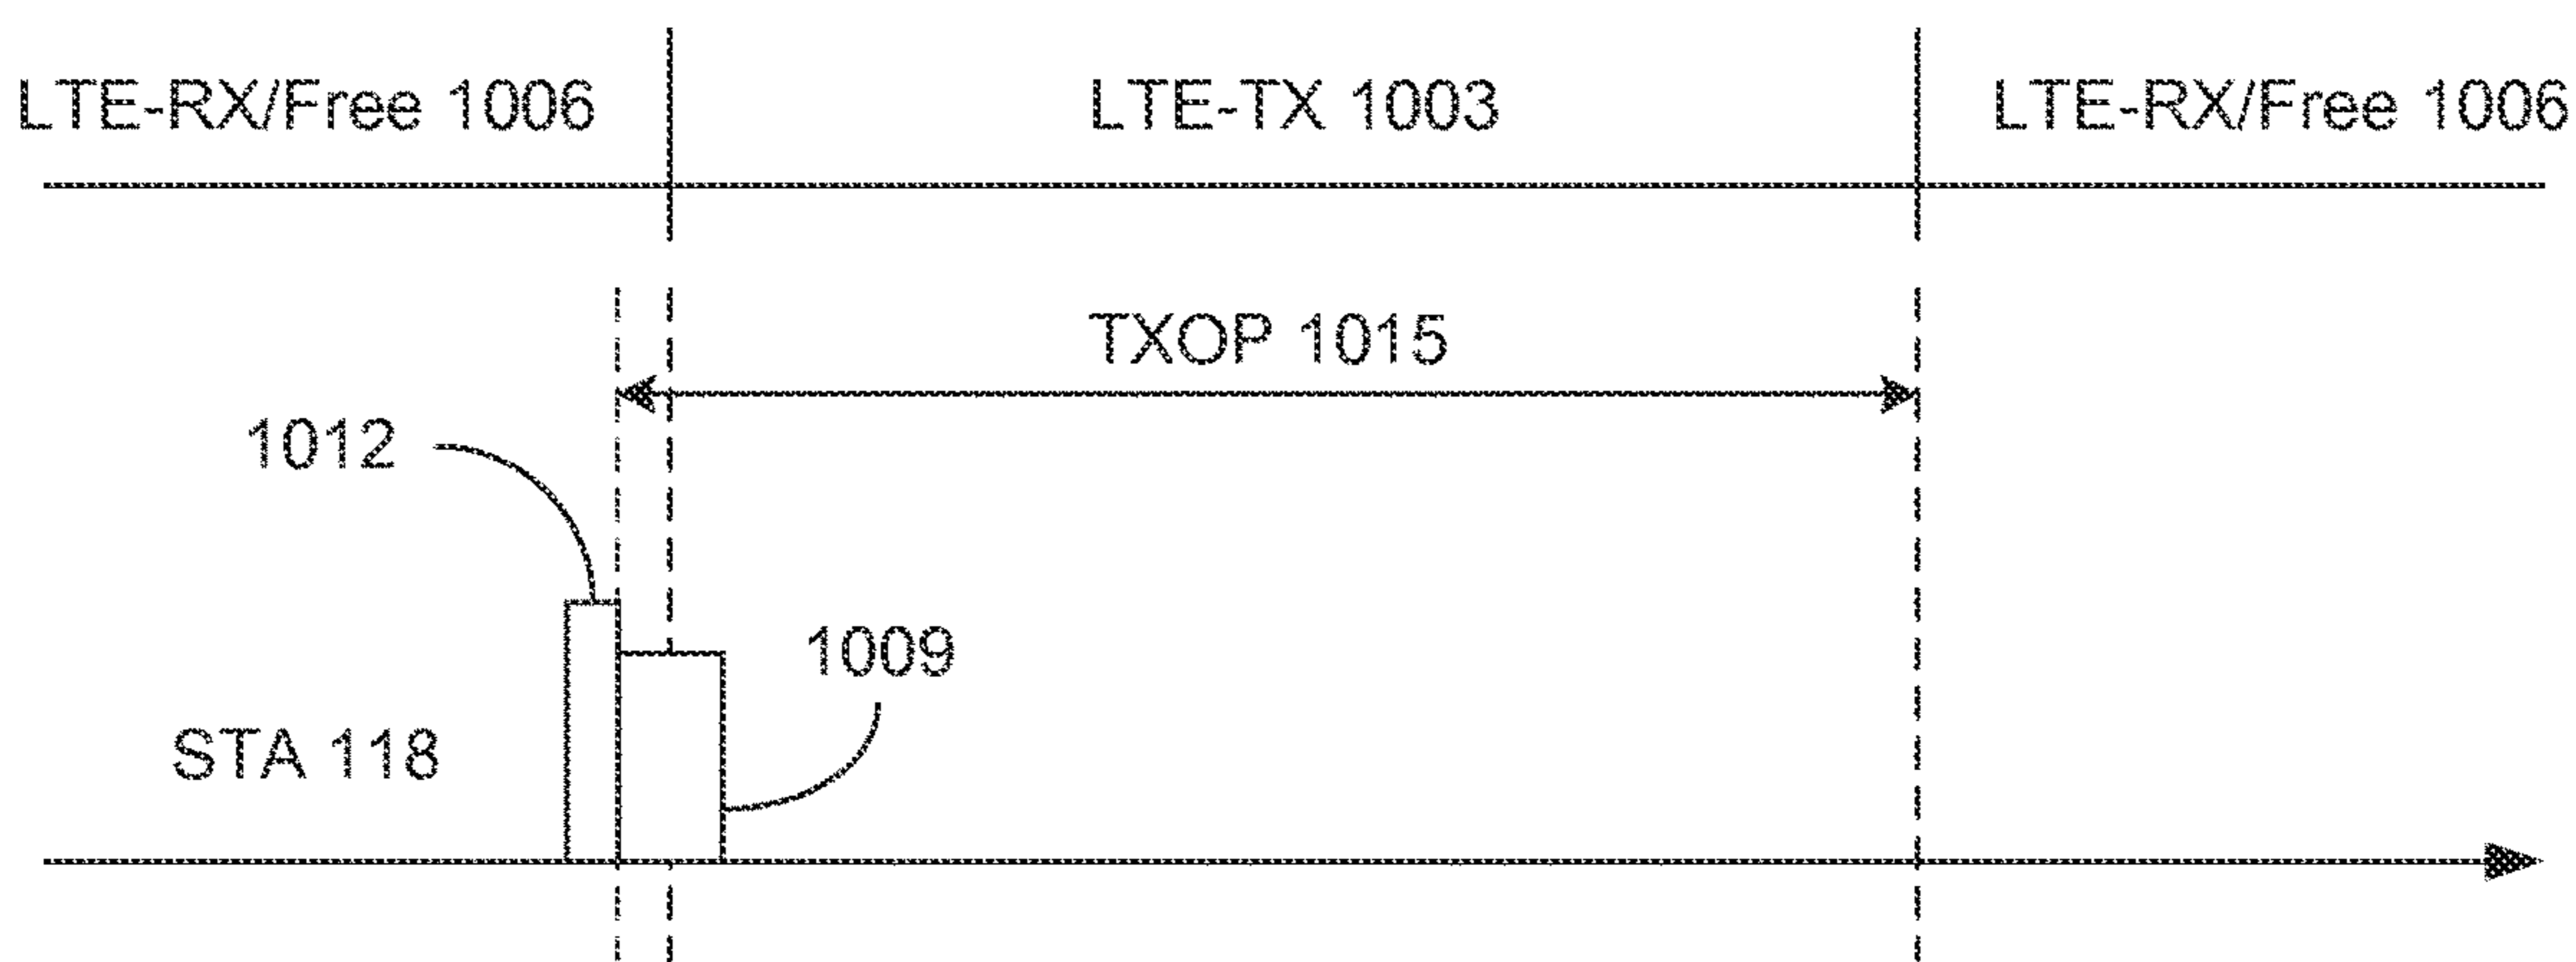 LTE-RX/Free 1006
LTE-TX 1003
LTE-RX/Free 1006
TXOP 1015
1012
1009
STA 118